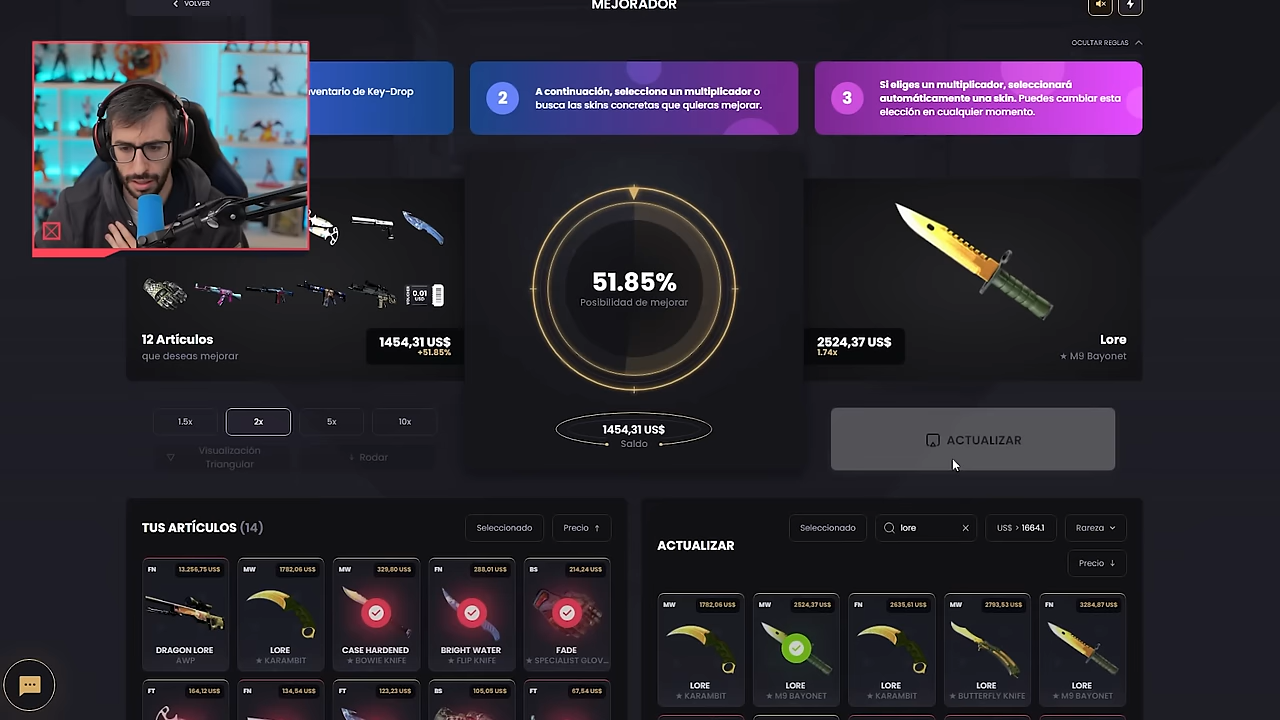 VOLVER
MEJORADOR
OCULTAR REGLAS
nventario de Key-Drop
2
A continuación, selecciona un multiplicador o
busca las skins concretas que quieras mejorar.
3
Si eliges un multiplicador, seleccionará
automáticamente una skin. Puedes cambiar esta
elección en cualquier momento.
0.01
USD
12 Artículos
que deseas mejorar
1454,31 US$
+51.85%
51.85%
Posibilidad de mejorar
1454,31 US$
Saldo
2524,37 US$
1.74x
Lore
★ M9 Bayonet
1.5x
2x
5x
10x
Visualización
Triangular
Rodar
ACTUALIZAR
TUS ARTÍCULOS (14)
Seleccionado
Precio ↑
FN
13.256,75 US$
DRAGON LORE
AWP
MW
1782,06 US$
LORE
★ KARAMBIT
MW
329,80 US$
CASE HARDENED
★ BOWIE KNIFE
FN
288,01 US$
BRIGHT WATER
★ FLIP KNIFE
BS
214,24 US$
FADE
★ SPECIALIST GLOV...
FT
164,12 US$
FN
134,54 US$
FT
123,23 US$
BS
105,05 US$
FT
67,54 US$
ACTUALIZAR
Seleccionado
lore
US$ > 1664.1
Rareza
Precio ↓
MW
1782,06 US$
LORE
★ KARAMBIT
MW
2524,37 US$
LORE
★ M9 BAYONET
FN
2635,61 US$
LORE
★ KARAMBIT
MW
2793,53 US$
LORE
★ BUTTERFLY KNIFE
FN
3284,87 US$
LORE
★ M9 BAYONET